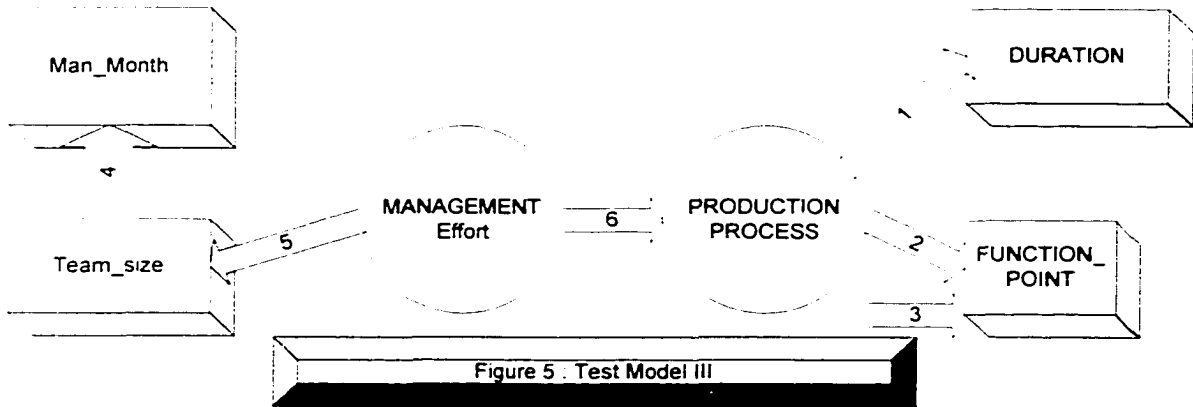 Man_Month
DURATION
1
4
MANAGEMENT
Effort
6
PRODUCTION
PROCESS
5
2
Team_size
FUNCTION_
POINT
3
Figure 5 : Test Model III